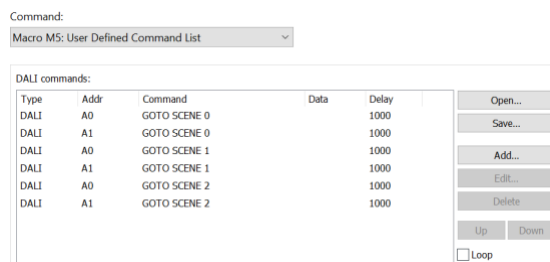 Command:
Macro M5: User Defined Command List
DALI commands:
Type Addr Command Data Delay
DALI A0 GOTO SCENE 0 1000
DALI A1 GOTO SCENE 0 1000
DALI A0 GOTO SCENE 1 1000
DALI A1 GOTO SCENE 1 1000
DALI A0 GOTO SCENE 2 1000
DALI A1 GOTO SCENE 2 1000
Open...
Save...
Add...
Edit...
Delete
Up Down
Loop